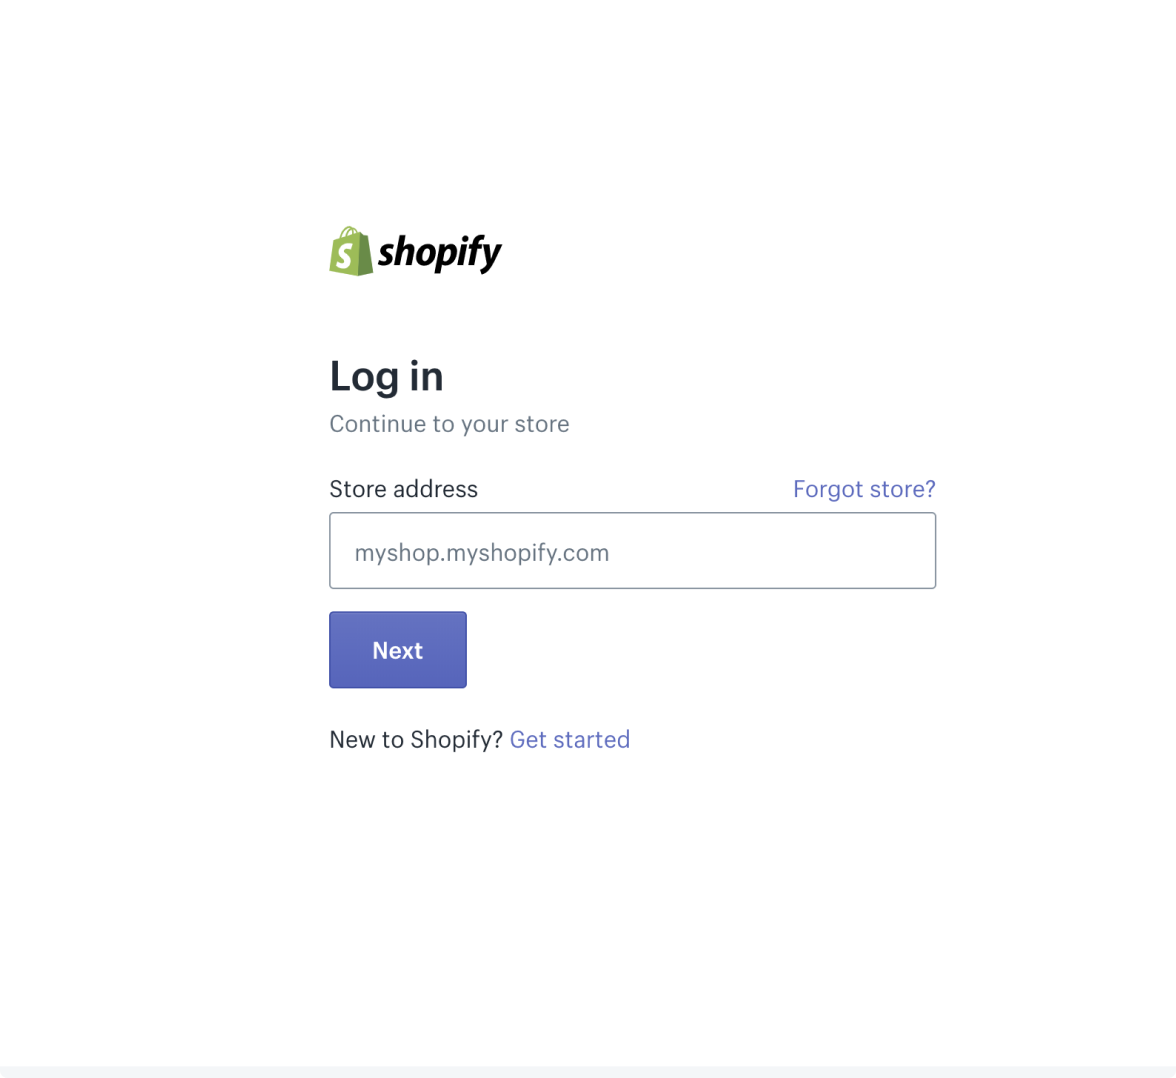 shopify
Log in
Continue to your store
Store address Forgot store?
myshop.myshopify.com
Next
New to Shopify? Get started